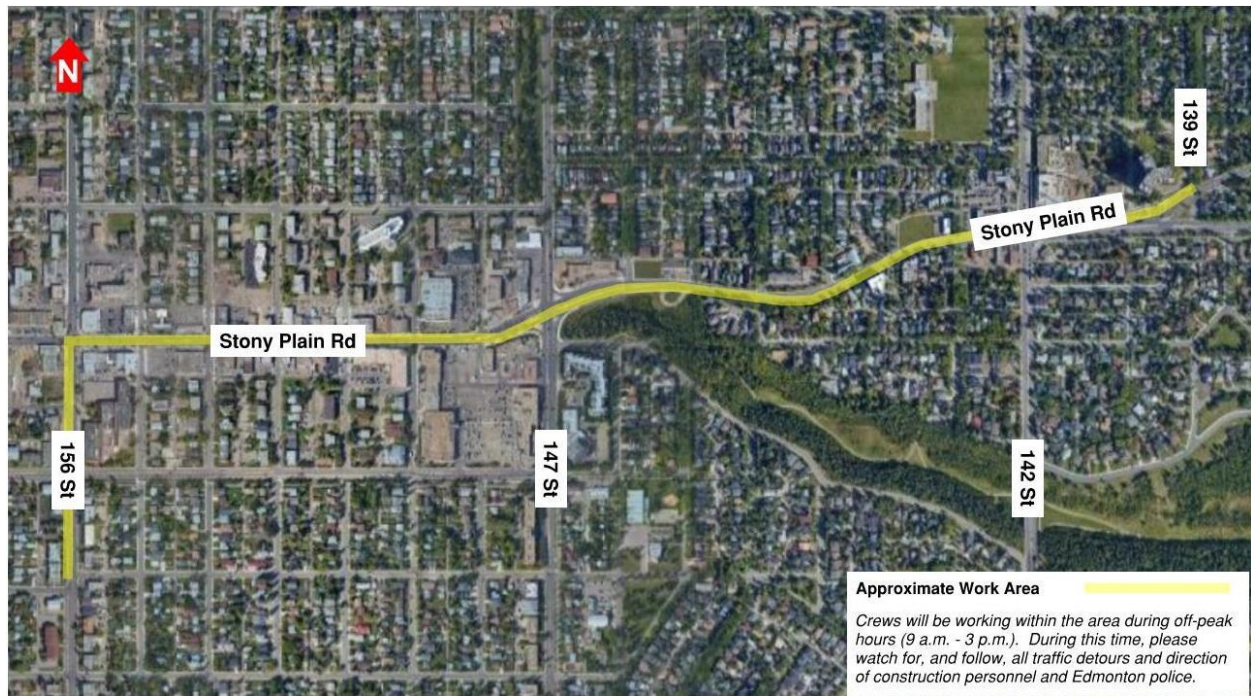 N
139 St
Stony Plain Rd
Stony Plain Rd
156 St
147 St
142 St
Approximate Work Area
Crews will be working within the area during off-peak
hours (9 a.m. - 3 p.m.).  During this time, please
watch for, and follow, all traffic detours and direction
of construction personnel and Edmonton police.